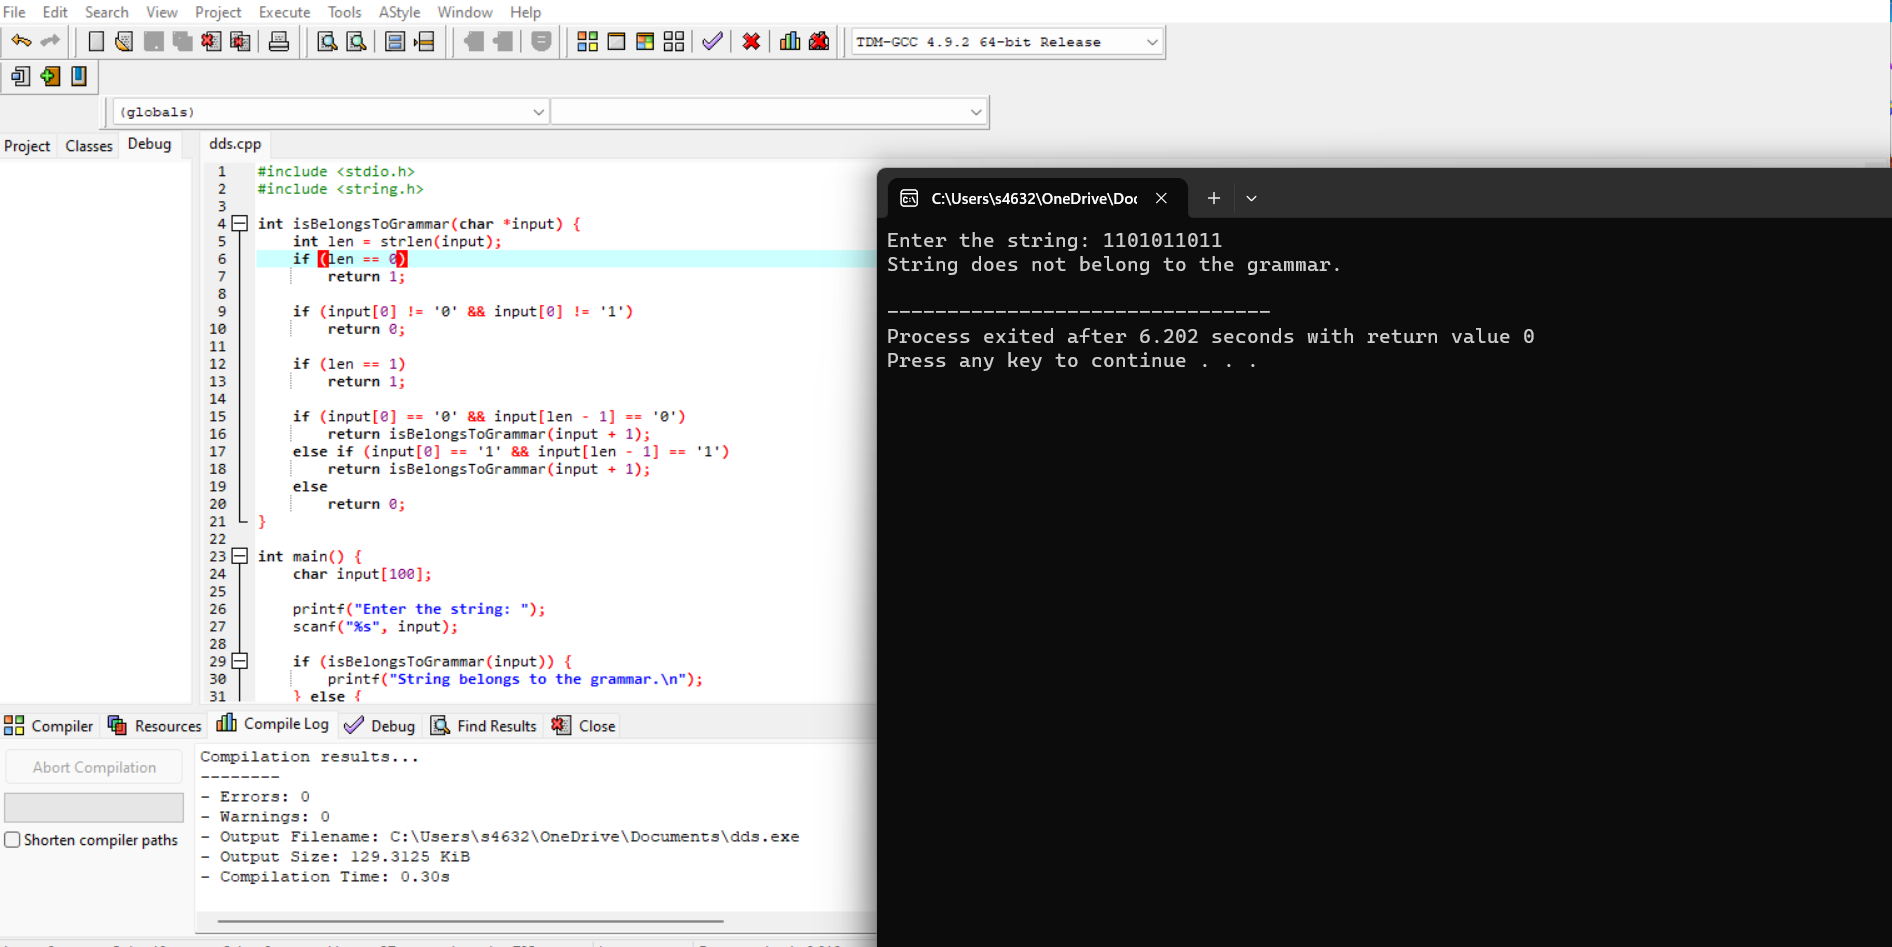 File Edit Search View Project Execute Tools AStyle Window Help
TDM-GCC 4.9.2 64-bit Release
(globals)
Project Classes Debug
dds.cpp
1 #include <stdio.h>
2 #include <string.h>
3
4 int isBelongsToGrammar(char *input) {
5 int len = strlen(input);
6 if (len == 0)
7 return 1;
8
9 if (input[0] != '0' && input[0] != '1')
10 return 0;
11
12 if (len == 1)
13 return 1;
14
15 if (input[0] == '0' && input[len - 1] == '0')
16 return isBelongsToGrammar(input + 1);
17 else if (input[0] == '1' && input[len - 1] == '1')
18 return isBelongsToGrammar(input + 1);
19 else
20 return 0;
21 }
22
23 int main() {
24 char input[100];
25
26 printf("Enter the string: ");
27 scanf("%s", input);
28
29 if (isBelongsToGrammar(input)) {
30 printf("String belongs to the grammar.\n");
31 } else {
C:\Users\s4632\OneDrive\Doc
Enter the string: 1101011011
String does not belong to the grammar.
--------------------------------
Process exited after 6.202 seconds with return value 0
Press any key to continue . . .
Compiler Resources Compile Log Debug Find Results Close
Abort Compilation
Shorten compiler paths
Compilation results...
--------
- Errors: 0
- Warnings: 0
- Output Filename: C:\Users\s4632\OneDrive\Documents\dds.exe
- Output Size: 129.3125 KiB
- Compilation Time: 0.30s